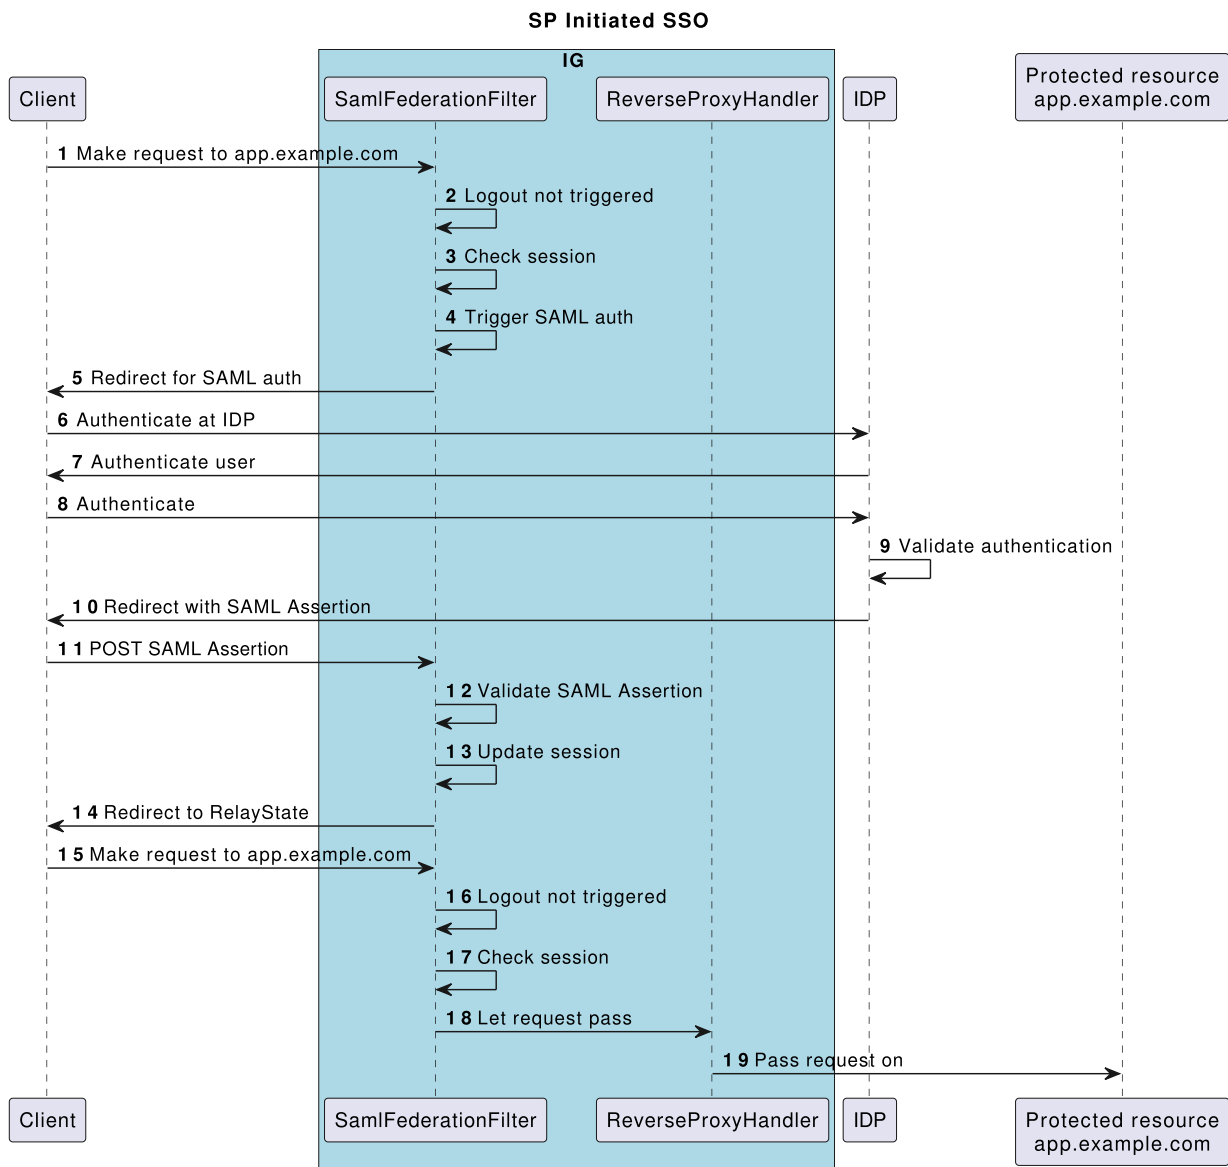 SP Initiated SSO
IG
Client
SamlFederationFilter
ReverseProxyHandler
IDP
Protected resource
app.example.com
1 Make request to app.example.com
2 Logout not triggered
3 Check session
4 Trigger SAML auth
5 Redirect for SAML auth
6 Authenticate at IDP
7 Authenticate user
8 Authenticate
9 Validate authentication
10 Redirect with SAML Assertion
11 POST SAML Assertion
12 Validate SAML Assertion
13 Update session
14 Redirect to RelayState
15 Make request to app.example.com
16 Logout not triggered
17 Check session
18 Let request pass
19 Pass request on
Client
SamlFederationFilter
ReverseProxyHandler
IDP
Protected resource
app.example.com